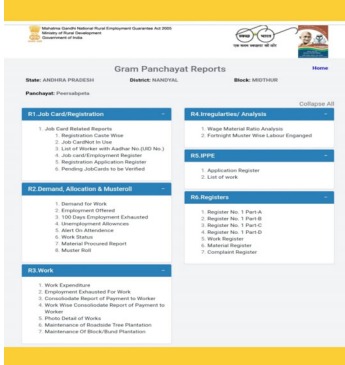 Mahatma Gandhi National Rural Employment Guarantee Act 2005
Ministry of Rural Development
Government of India
Gram Panchayat Reports
Home
State: ANDHRA PRADESH District: NANDYAL Block: MIDTHUR
Panchayat: Peersahpeta
Collapse All
R1.Job Card/Registration -
1. Job Card Related Reports
1. Registration Caste Wise
2. Job CardNot In Use
3. List of Worker with Aadhar No.(UID No.)
4. Job card/Employment Register
5. Registration Application Register
6. Pending JobCards to be Verified
R2.Demand, Allocation & Musteroll -
1. Demand for Work
2. Employment Offered
3. 100 Days Employment Exhausted
4. Unemployment Allownces
5. Alert On Attendence
6. Work Status
7. Material Procured Report
8. Muster Roll
R3.Work -
1. Work Expenditure
2. Employment Exhausted For Work
3. Consoliodate Report of Payment to Worker
4. Work Wise Consoliodate Report of Payment to
Worker
5. Photo Detail of Works
6. Maintenance of Roadside Tree Plantation
7. Maintenance Of Block/Bund Plantation
R4.Irregularties/ Analysis -
1. Wage Material Ratio Analysis
2. Fortnight Muster Wise Labour Enganged
R5.IPPE -
1. Application Register
2. List of work
R6.Registers -
1. Register No. 1 Part-A
2. Register No. 1 Part-B
3. Register No. 1 Part-C
4. Register No. 1 Part-D
5. Work Register
6. Material Register
7. Complaint Register